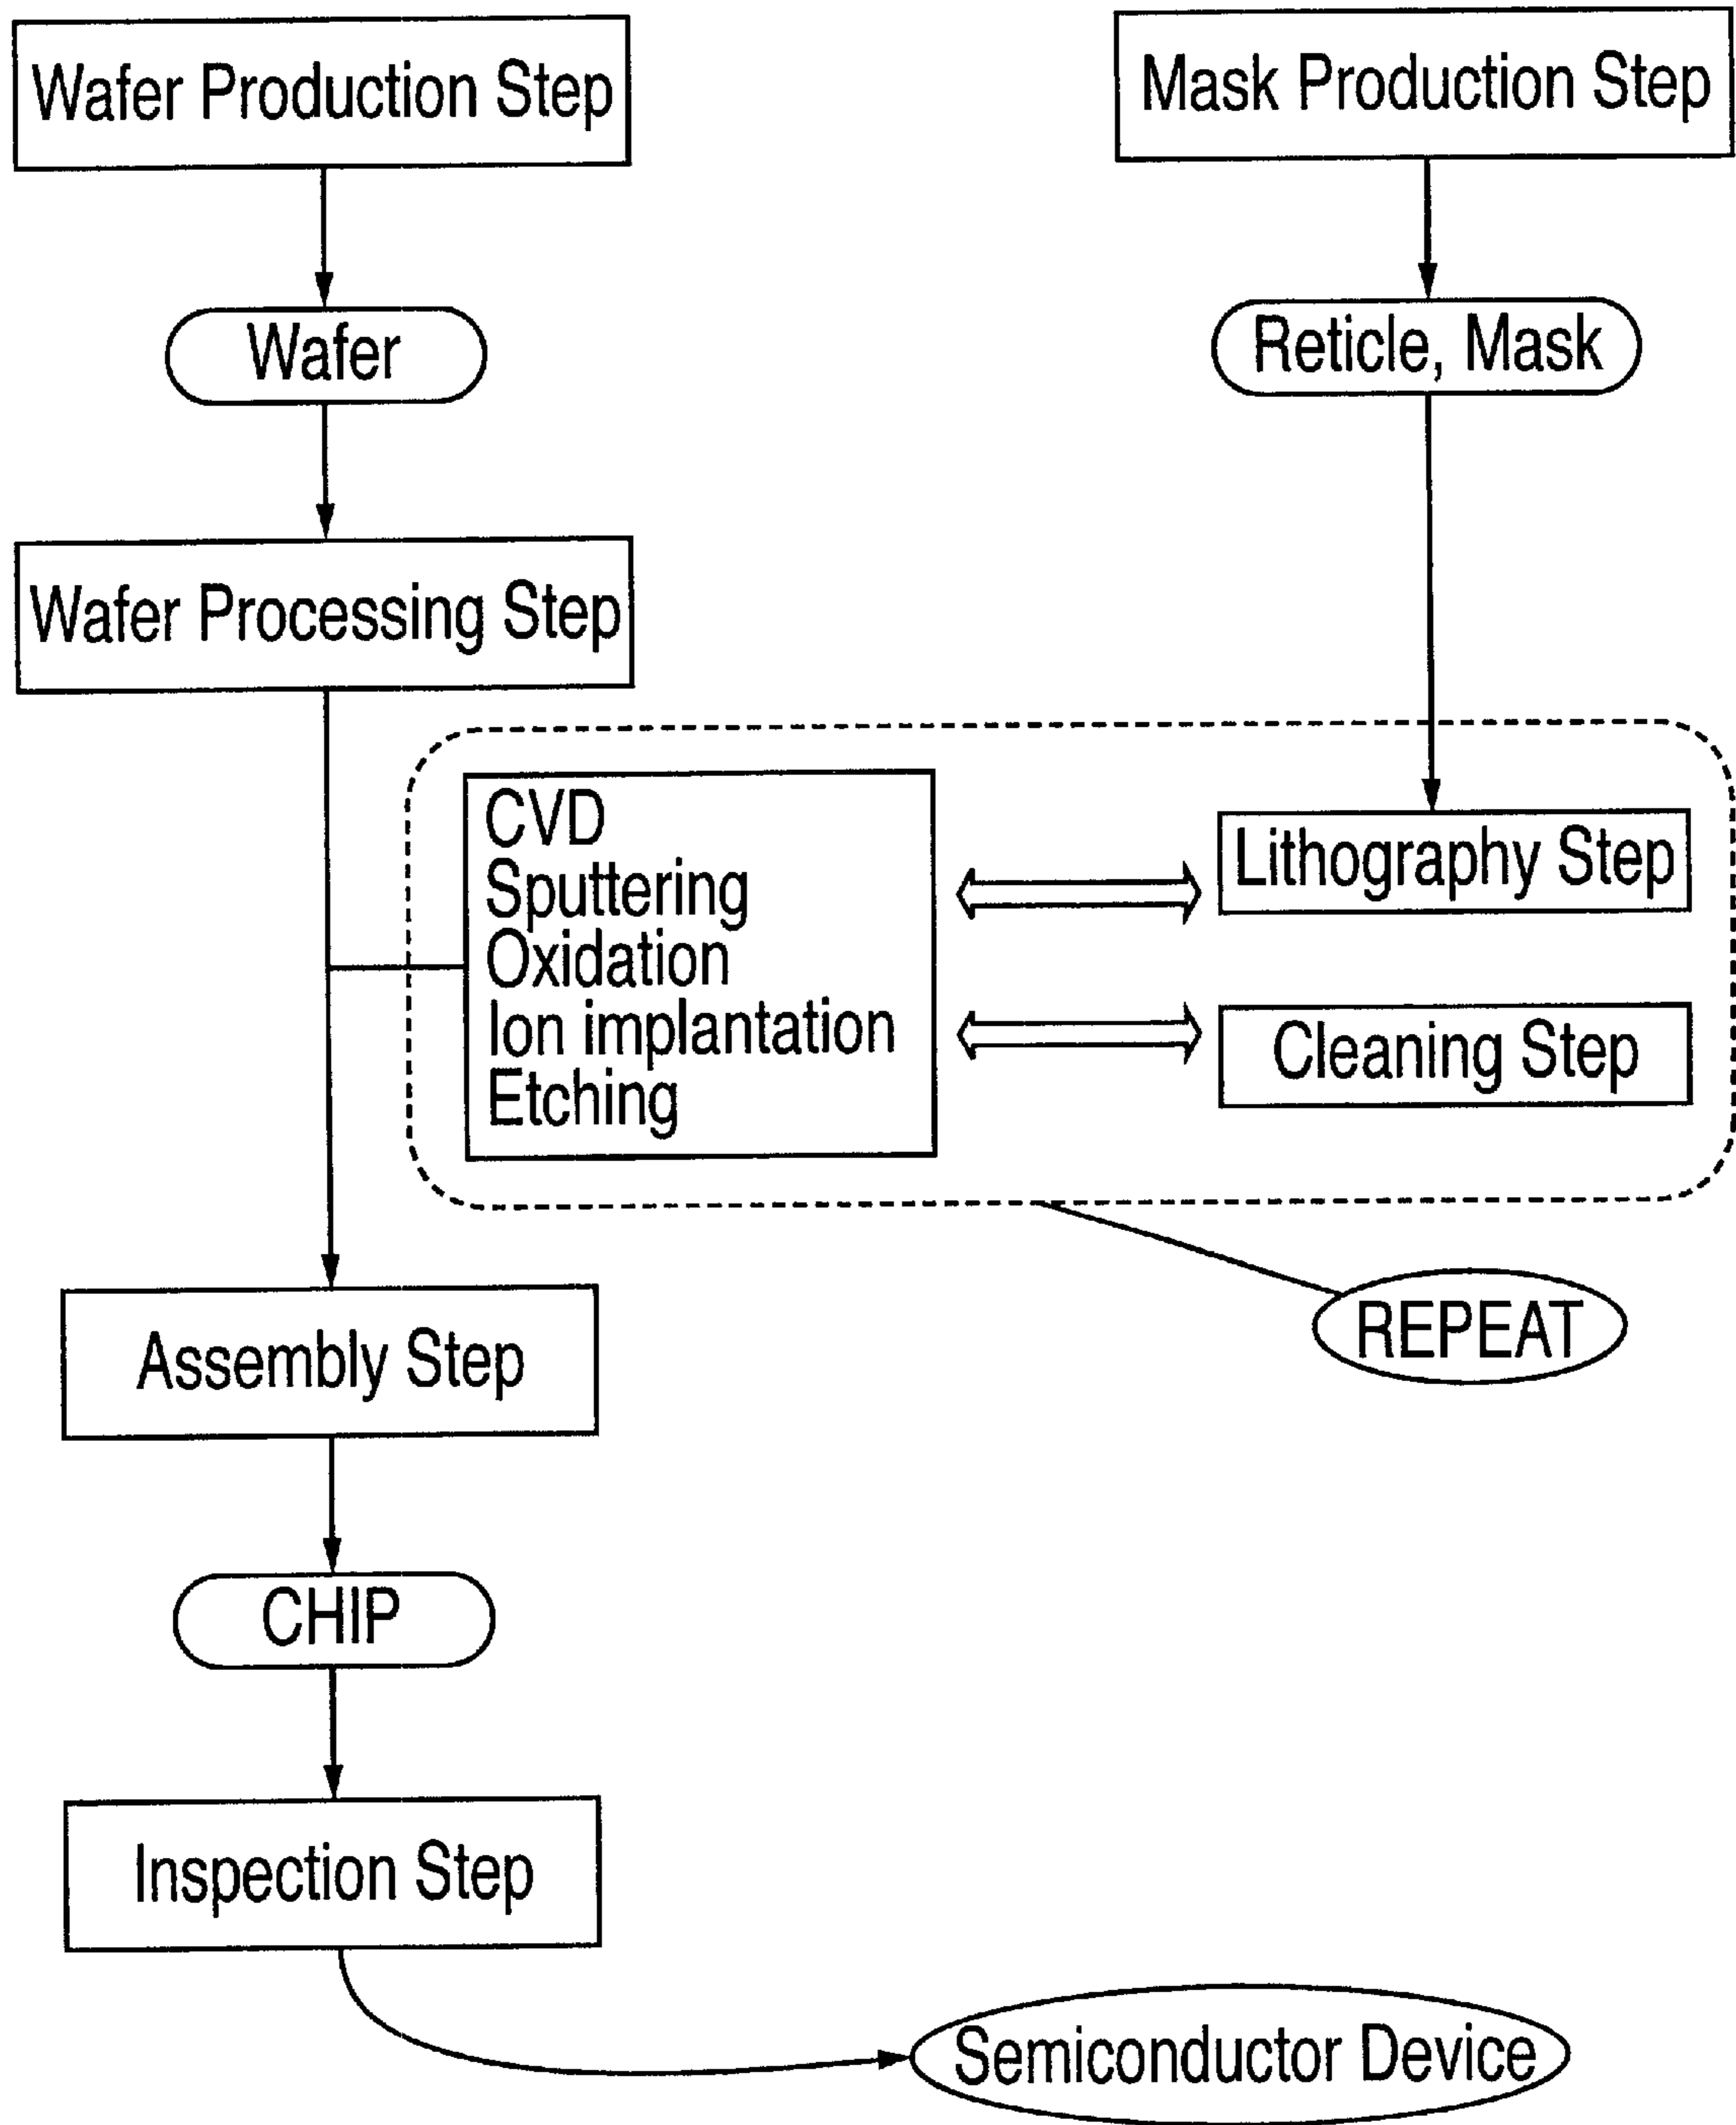 Wafer Production Step
Mask Production Step
Wafer
Reticle, Mask
Wafer Processing Step
CVD
Sputtering
Oxidation
Ion implantation
Etching
Lithography Step
Cleaning Step
REPEAT
Assembly Step
CHIP
Inspection Step
Semiconductor Device